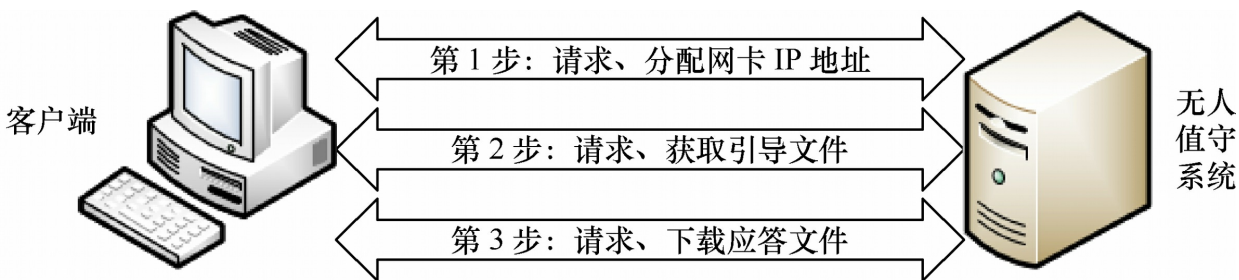 第 1 步：请求、分配网卡 IP 地址
客户端
第 2 步：请求、获取引导文件
无人
值守
系统
第 3 步：请求、下载应答文件